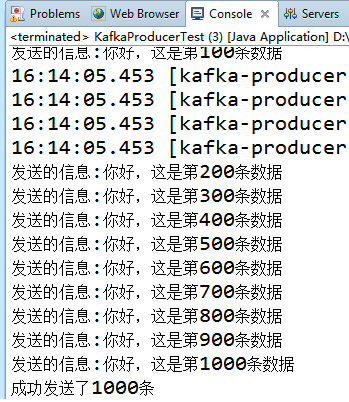 Problems Web Browser Console Servers
<terminated> KafkaProducerTest (3) [Java Application] D:\
发送的信息:你好，这是第100条数据
16:14:05.453 [kafka-producer
16:14:05.453 [kafka-producer
16:14:05.453 [kafka-producer
16:14:05.453 [kafka-producer
发送的信息:你好，这是第200条数据
发送的信息:你好，这是第300条数据
发送的信息:你好，这是第400条数据
发送的信息:你好，这是第500条数据
发送的信息:你好，这是第600条数据
发送的信息:你好，这是第700条数据
发送的信息:你好，这是第800条数据
发送的信息:你好，这是第900条数据
发送的信息:你好，这是第1000条数据
成功发送了1000条